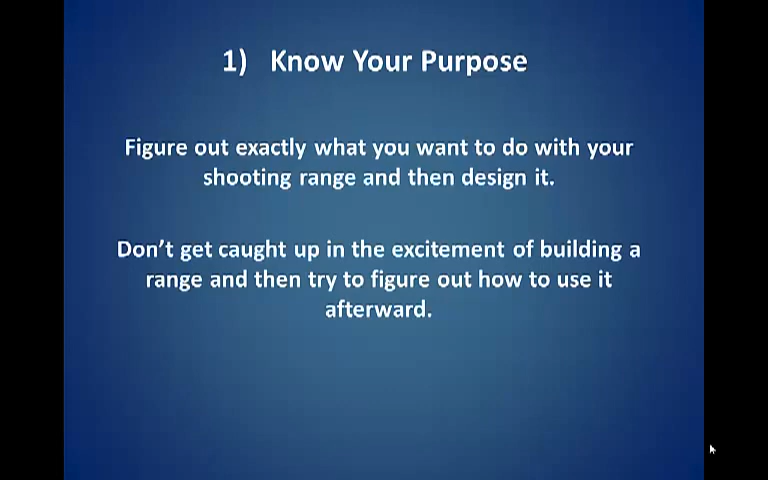 1) Know Your Purpose
Figure out exactly what you want to do with your
shooting range and then design it.
Don't get caught up in the excitement of building a
range and then try to figure out how to use it
afterward.